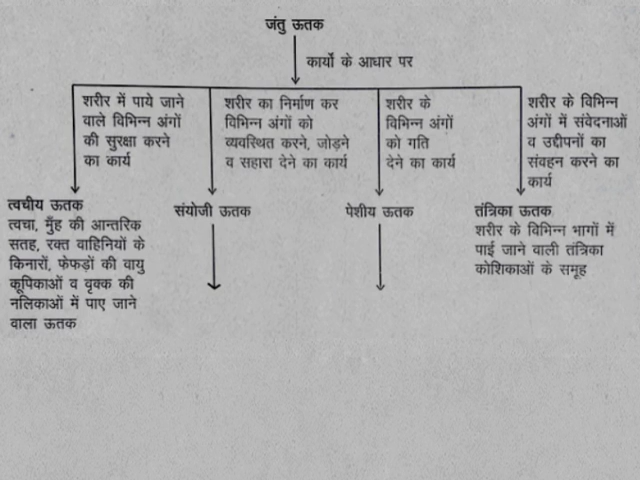 जंतु ऊतक
कार्यों के आधार पर
शरीर में पाये जाने
वाले विभिन्न अंगों
की सुरक्षा करने
का कार्य
शरीर का निर्माण कर
विभिन्न अंगों को
व्यवस्थित करने, जोड़ने
व सहारा देने का कार्य
शरीर के
विभिन्न अंगों
को गति
देने का कार्य
शरीर के विभिन्न
अंगों में संवेदनाओं
व उद्दीपनों का
संवहन करने का
कार्य
त्वचीय ऊतक
त्वचा, मुँह की आन्तरिक
सतह, रक्त वाहिनियों के
किनारों, फेफड़ों की वायु
कूपिकाओं व वृक्क की
नलिकाओं में पाए जाने
वाला ऊतक
संयोजी ऊतक
पेशीय ऊतक
तंत्रिका ऊतक
शरीर के विभिन्न भागों में
पाई जाने वाली तंत्रिका
कोशिकाओं के समूह